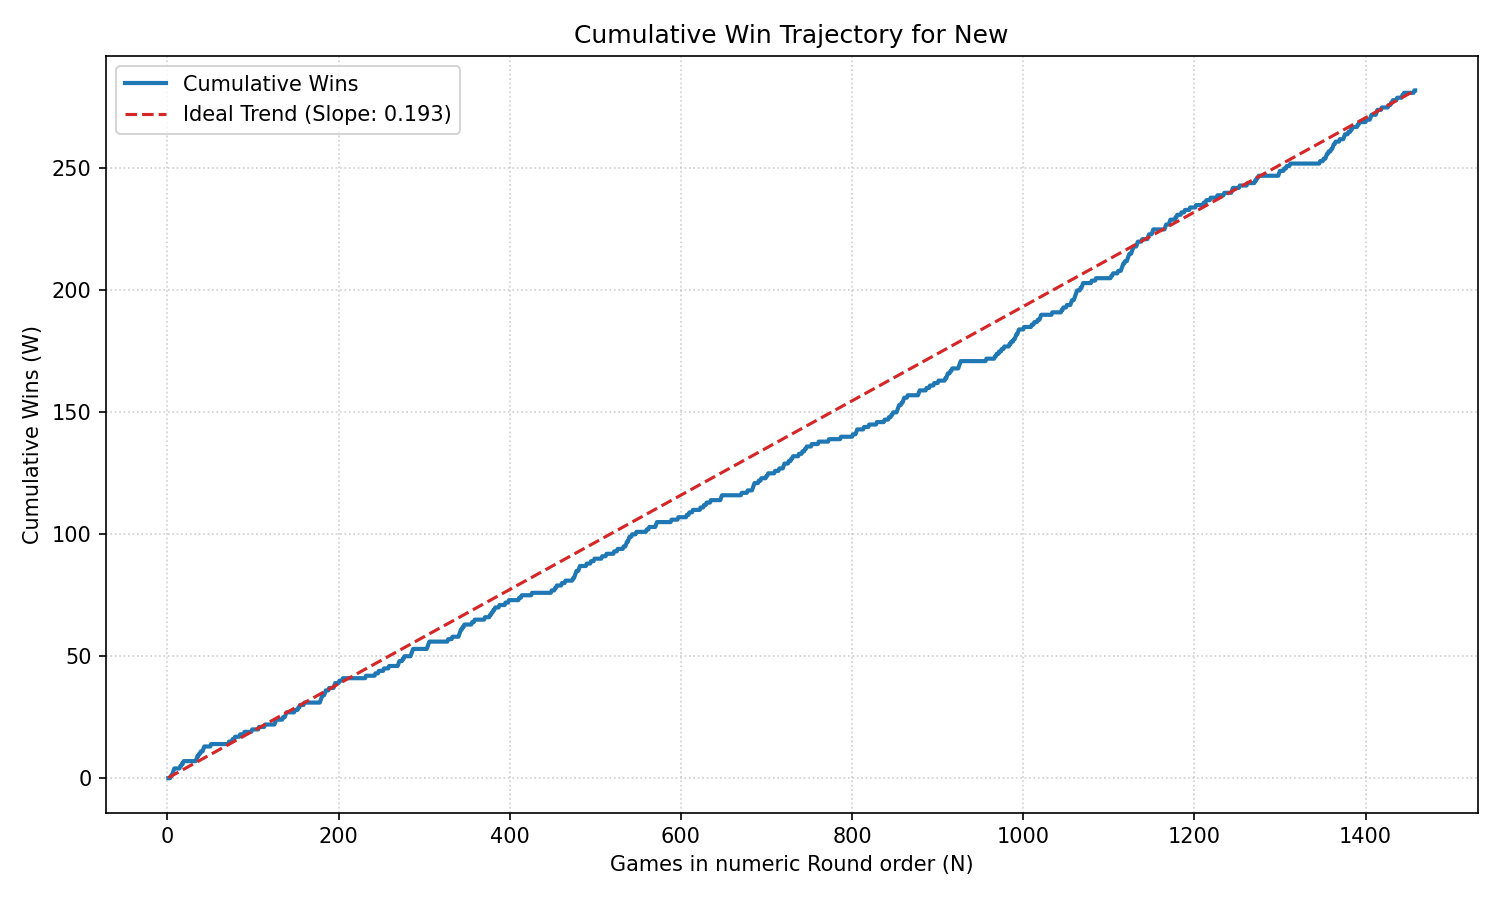 Cumulative Win Trajectory for New
Cumulative Wins
Ideal Trend (Slope: 0.193)
Cumulative Wins (W)
250
200
150
100
50
0
0 200 400 600 800 1000 1200 1400
Games in numeric Round order (N)